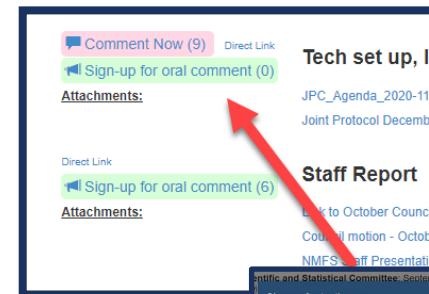 Comment Now (9) Direct Link
Sign-up for oral comment (0)
Attachments:
Tech set up, 
JPC_Agenda_2020-11
Joint Protocol Decemb
Direct Link
Sign-up for oral comment (6)
Attachments:
Staff Report
to October Counc
Council motion - Octob
NMFS Staff Presentati
entific and Statistical Committee: Septe